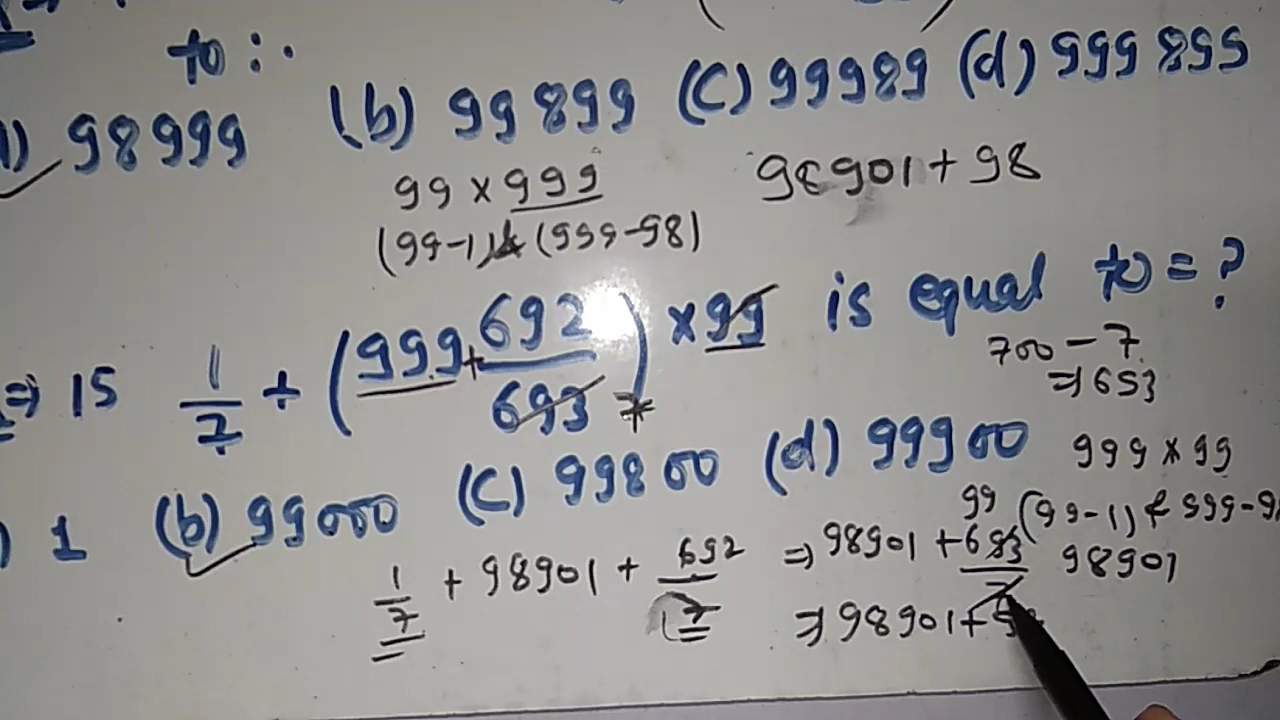 to :.
) 98999 (b) 99899 (c) 99989 (d) 999899
99 x 999 98901 + 98
(99-1) & (999-98)
⇒ 15 1/7 + (999+692/693) x 99 is equal to = ?
700 - 7
⇒ 693
) 1 (b) 99000 (c) 99800 (d) 99900
999 x 99
(99-1) & 999-98
1/7 + 98901 + 692/7 ⇒ 98901 + 693/7 99 98901
⇒ 98901 +